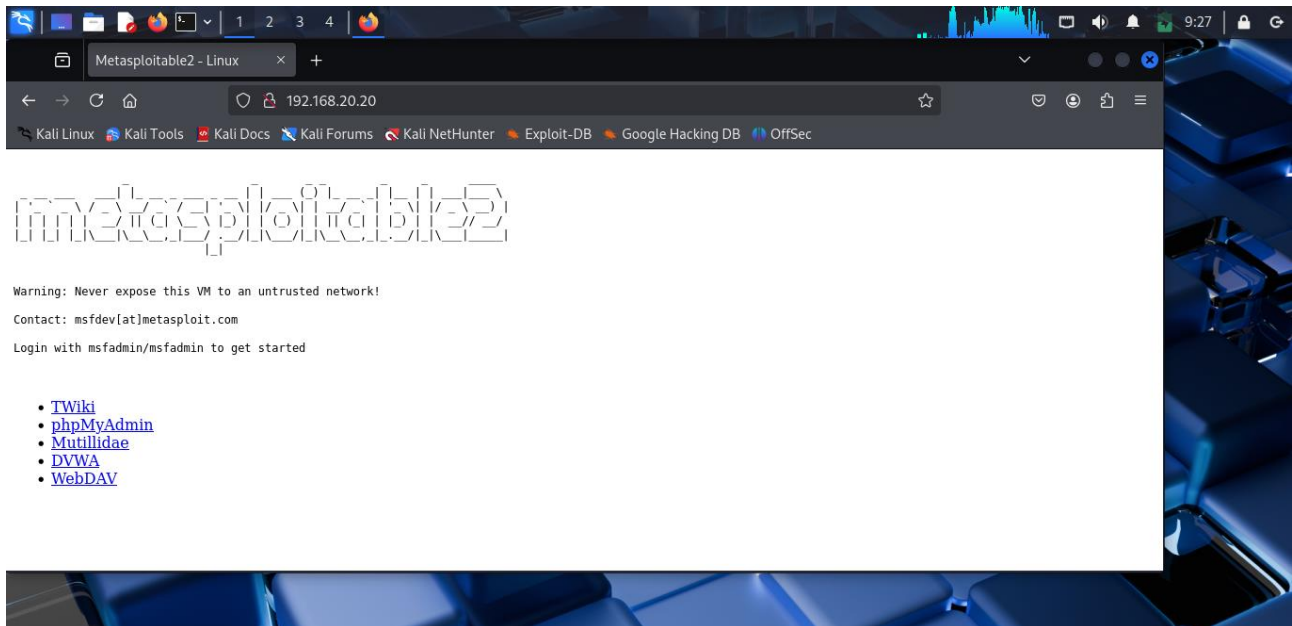 1 2 3 4 9:27
Metasploitable2 - Linux
192.168.20.20
Kali Linux Kali Tools Kali Docs Kali Forums Kali NetHunter Exploit-DB Google Hacking DB OffSec
metasploitable2
Warning: Never expose this VM to an untrusted network!
Contact: msfdev[at]metasploit.com
Login with msfadmin/msfadmin to get started
TWiki
phpMyAdmin
Mutillidae
DVWA
WebDAV